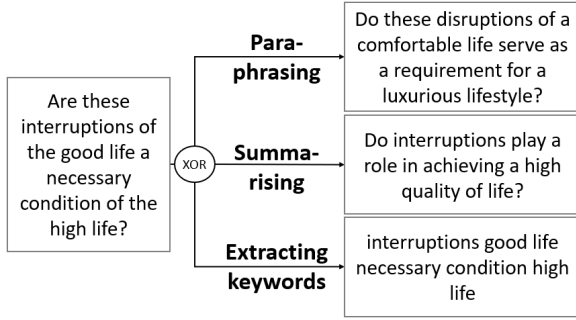 Are these
interruptions of
the good life a
necessary
condition of the
high life?
XOR
Para-
phrasing
Do these disruptions of a
comfortable life serve as
a requirement for a
luxurious lifestyle?
Summa-
rising
Do interruptions play a
role in achieving a high
quality of life?
Extracting
keywords
interruptions good life
necessary condition high
life